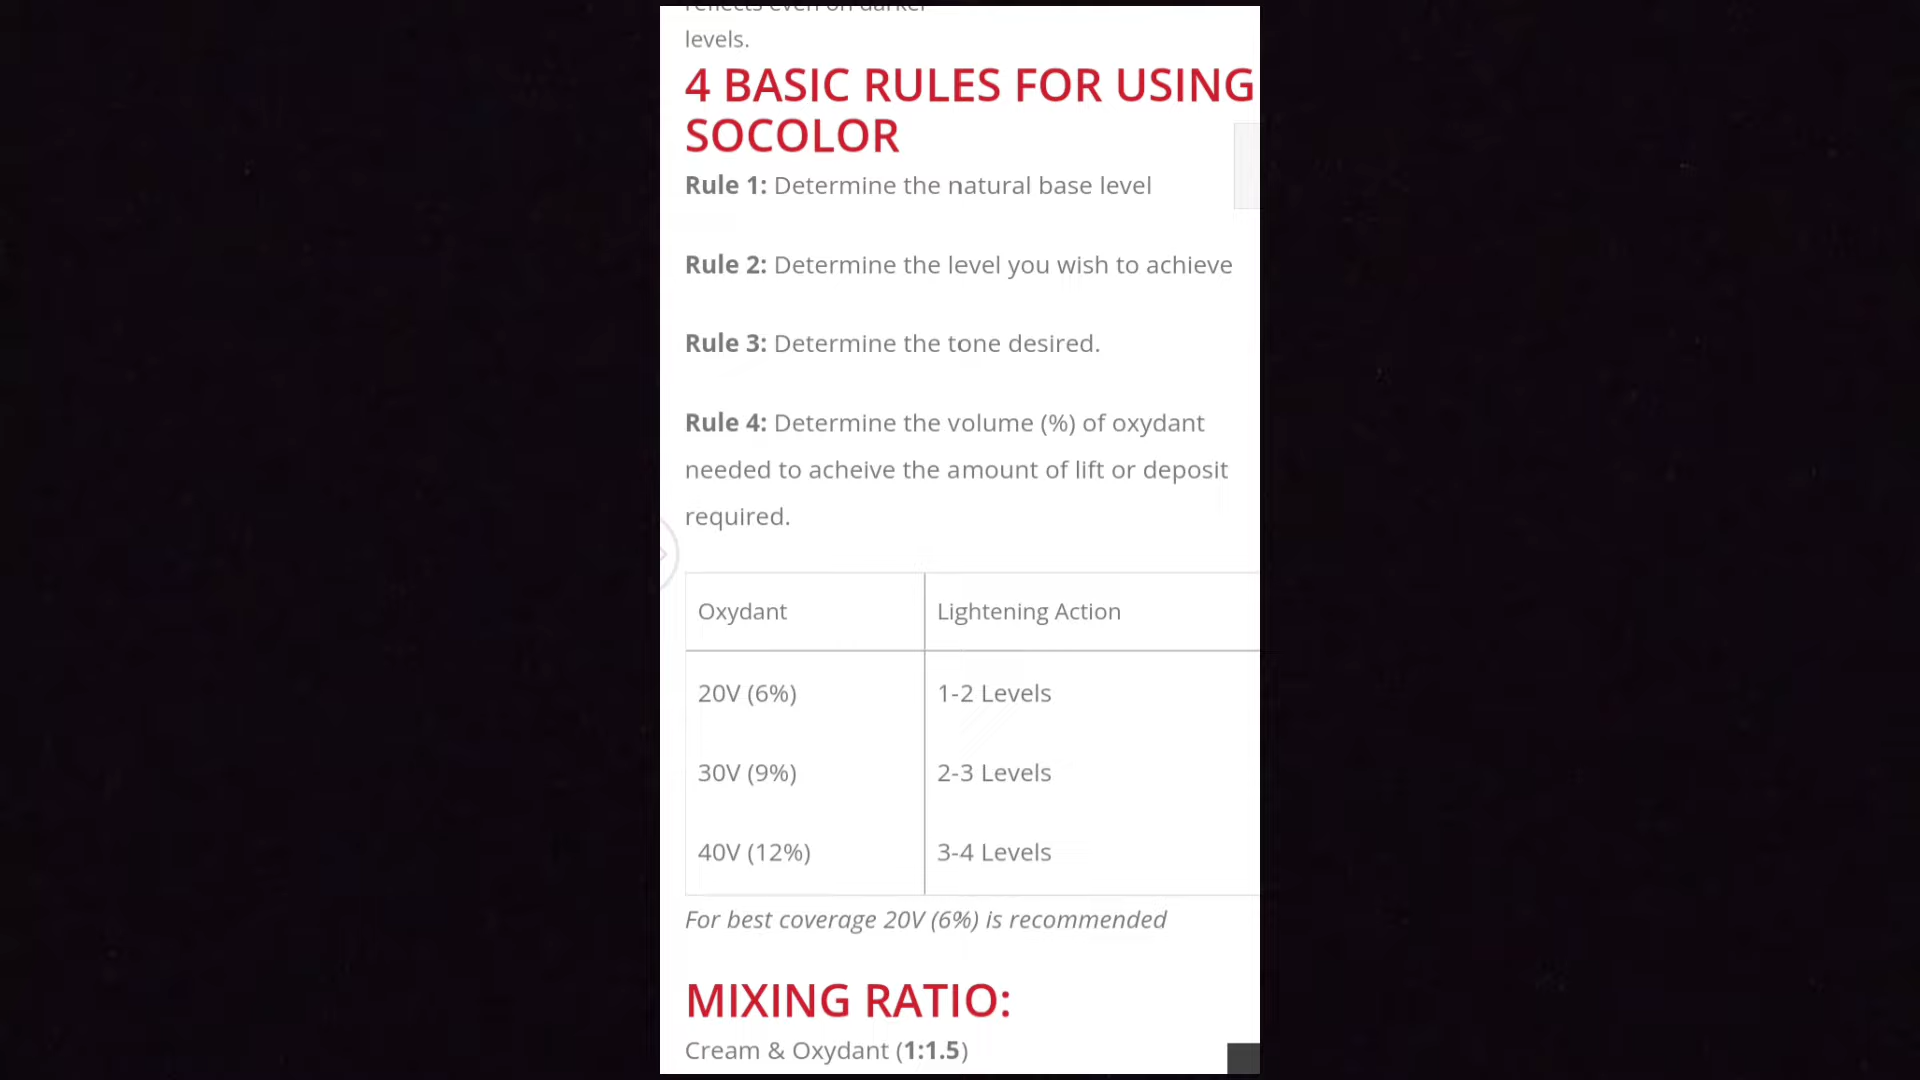 levels.
4 BASIC RULES FOR USING
SOCOLOR
Rule 1: Determine the natural base level
Rule 2: Determine the level you wish to achieve
Rule 3: Determine the tone desired.
Rule 4: Determine the volume (%) of oxydant
needed to acheive the amount of lift or deposit
required.
Oxydant Lightening Action
20V (6%) 1-2 Levels
30V (9%) 2-3 Levels
40V (12%) 3-4 Levels
For best coverage 20V (6%) is recommended
MIXING RATIO:
Cream & Oxydant (1:1.5)